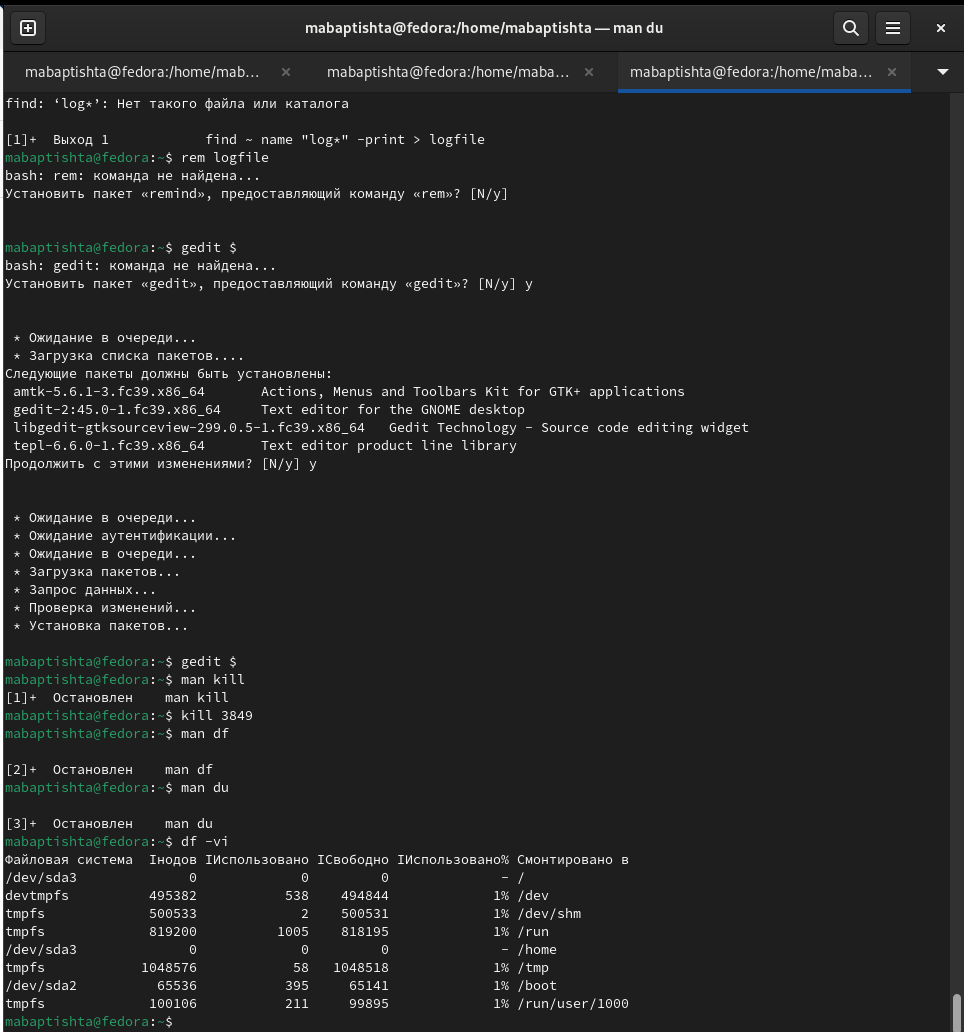 mabaptishta@fedora:/home/mabaptishta — man du
mabaptishta@fedora:/home/mab...
mabaptishta@fedora:/home/maba...
mabaptishta@fedora:/home/maba...
find: ‘log*’: Нет такого файла или каталога
[1]+  Выход 1            find ~ name "log*" -print > logfile
mabaptishta@fedora:~$ rem logfile
bash: rem: команда не найдена...
Установить пакет «remind», предоставляющий команду «rem»? [N/y]
mabaptishta@fedora:~$ gedit $
bash: gedit: команда не найдена...
Установить пакет «gedit», предоставляющий команду «gedit»? [N/y] y
 * Ожидание в очереди...
 * Загрузка списка пакетов....
Следующие пакеты должны быть установлены:
 amtk-5.6.1-3.fc39.x86_64       Actions, Menus and Toolbars Kit for GTK+ applications
 gedit-2:45.0-1.fc39.x86_64     Text editor for the GNOME desktop
 libgedit-gtksourceview-299.0.5-1.fc39.x86_64   Gedit Technology - Source code editing widget
 tepl-6.6.0-1.fc39.x86_64       Text editor product line library
Продолжить с этими изменениями? [N/y] y
 * Ожидание в очереди...
 * Ожидание аутентификации...
 * Ожидание в очереди...
 * Загрузка пакетов...
 * Запрос данных...
 * Проверка изменений...
 * Установка пакетов...
mabaptishta@fedora:~$ gedit $
mabaptishta@fedora:~$ man kill
[1]+  Остановлен    man kill
mabaptishta@fedora:~$ kill 3849
mabaptishta@fedora:~$ man df
[2]+  Остановлен    man df
mabaptishta@fedora:~$ man du
[3]+  Остановлен    man du
mabaptishta@fedora:~$ df -vi
Файловая система  Iнодов IИспользовано IСвободно IИспользовано% Смонтировано в
/dev/sda3              0             0         0              - /
devtmpfs          495382           538    494844             1% /dev
tmpfs             500533             2    500531             1% /dev/shm
tmpfs             819200          1005    818195             1% /run
/dev/sda3              0             0         0              - /home
tmpfs            1048576            58   1048518             1% /tmp
/dev/sda2          65536           395     65141             1% /boot
tmpfs             100106           211     99895             1% /run/user/1000
mabaptishta@fedora:~$